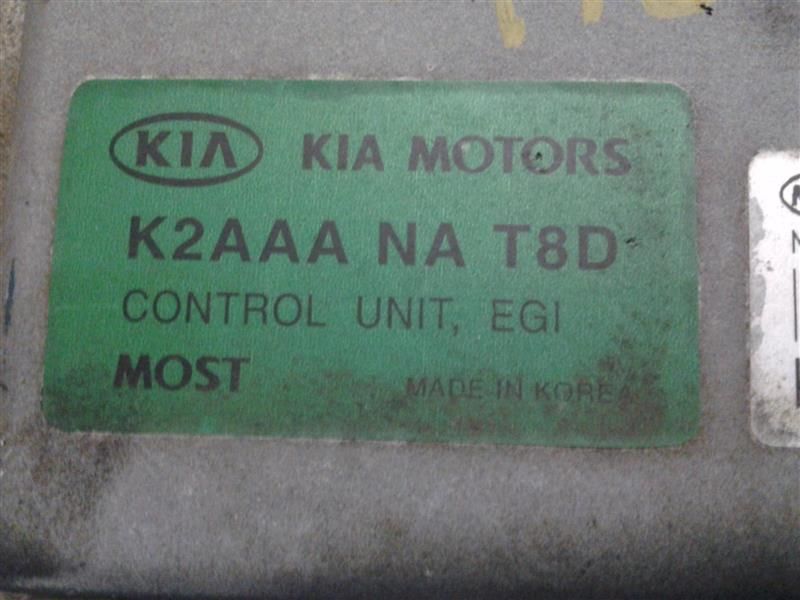 KIA KIA MOTORS
K2AAA NA T8D
CONTROL UNIT, EGI
MOST MADE IN KOREA